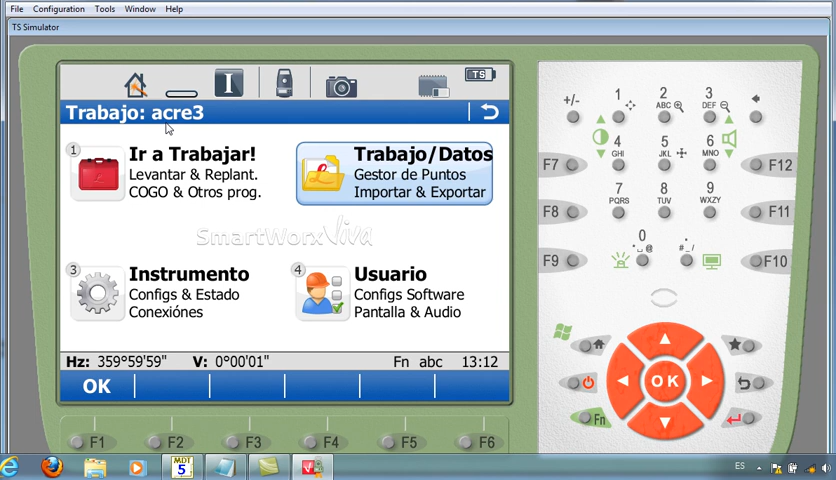 File Configuration Tools Window Help
TS Simulator
I
TS
Trabajo: acre3
1 Ir a Trabajar!
Levantar & Replant.
COGO & Otros prog.
Trabajo/Datos
Gestor de Puntos
Importar & Exportar
SmartWorx Viva
3 Instrumento
Configs & Estado
Conexiónes
4 Usuario
Configs Software
Pantalla & Audio
Hz: 359°59'59" V: 0°00'01" Fn abc 13:12
OK
F1 F2 F3 F4 F5 F6
+/- 1 2 ABC 3 DEF
F7 4 GHI 5 JKL 6 MNO F12
F8 7 PQRS 8 TUV 9 WXZY F11
F9 0 . # _ / F10
OK
Fn
MDT 5
ES